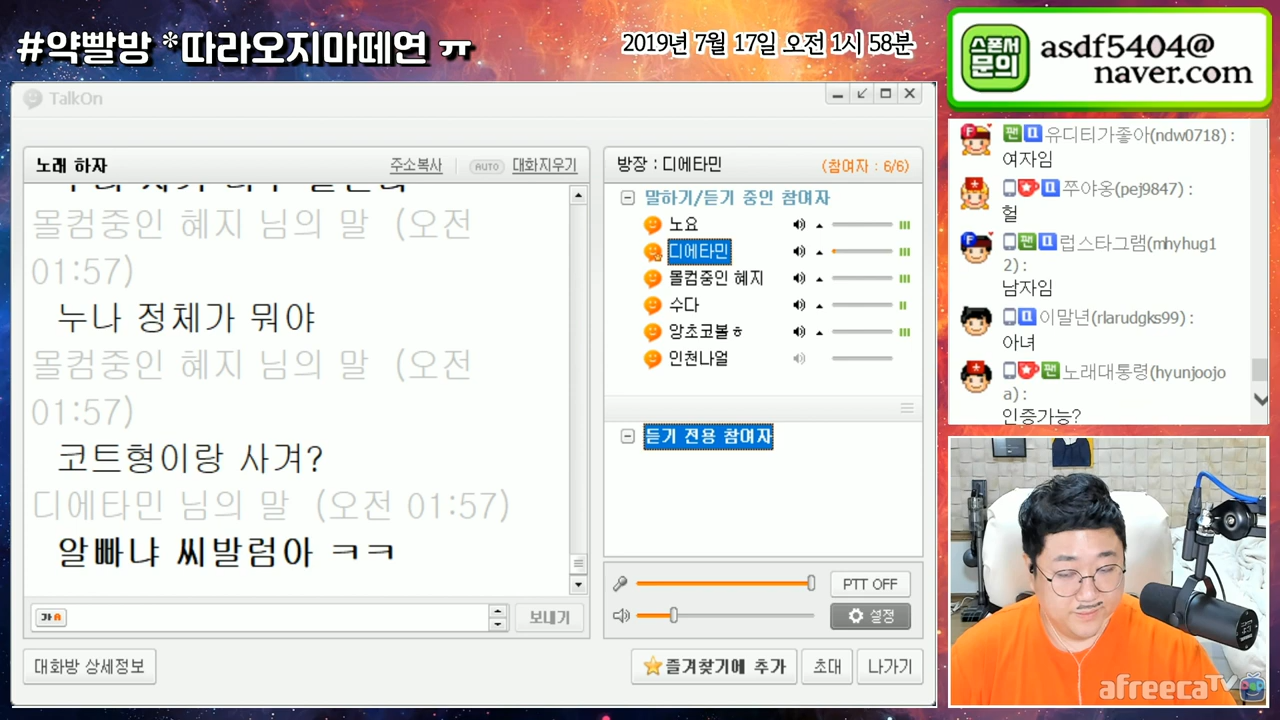 #약빨방 *따라오지마떼연 ㅠ
2019년 7월 17일 오전 1시 58분
스폰서
문의
asdf5404@
naver.com
TalkOn
노래 하자
주소복사
AUTO
대화지우기
몰컴중인 혜지 님의 말 (오전
01:57)
누나 정체가 뭐야
몰컴중인 혜지 님의 말 (오전
01:57)
코트형이랑 사겨?
디에타민 님의 말 (오전 01:57)
알빠냐 씨발럼아 ㅋㅋ
가
보내기
대화방 상세정보
방장 : 디에타민
(참여자 : 6/6)
말하기/듣기 중인 참여자
노요
디에타민
몰컴중인 혜지
수다
앙초코볼ㅎ
인천나얼
듣기 전용 참여자
PTT OFF
설정
즐겨찾기에 추가
초대
나가기
팬 유디티가좋아(ndw0718) :
여자임
쭈야옹(pej9847) :
헐
팬 럽스타그램(mhyhug1
2) :
남자임
이말년(rlarudgks99) :
아녀
팬 노래대통령(hyunjoojo
a) :
인증가능?
afreecaTV